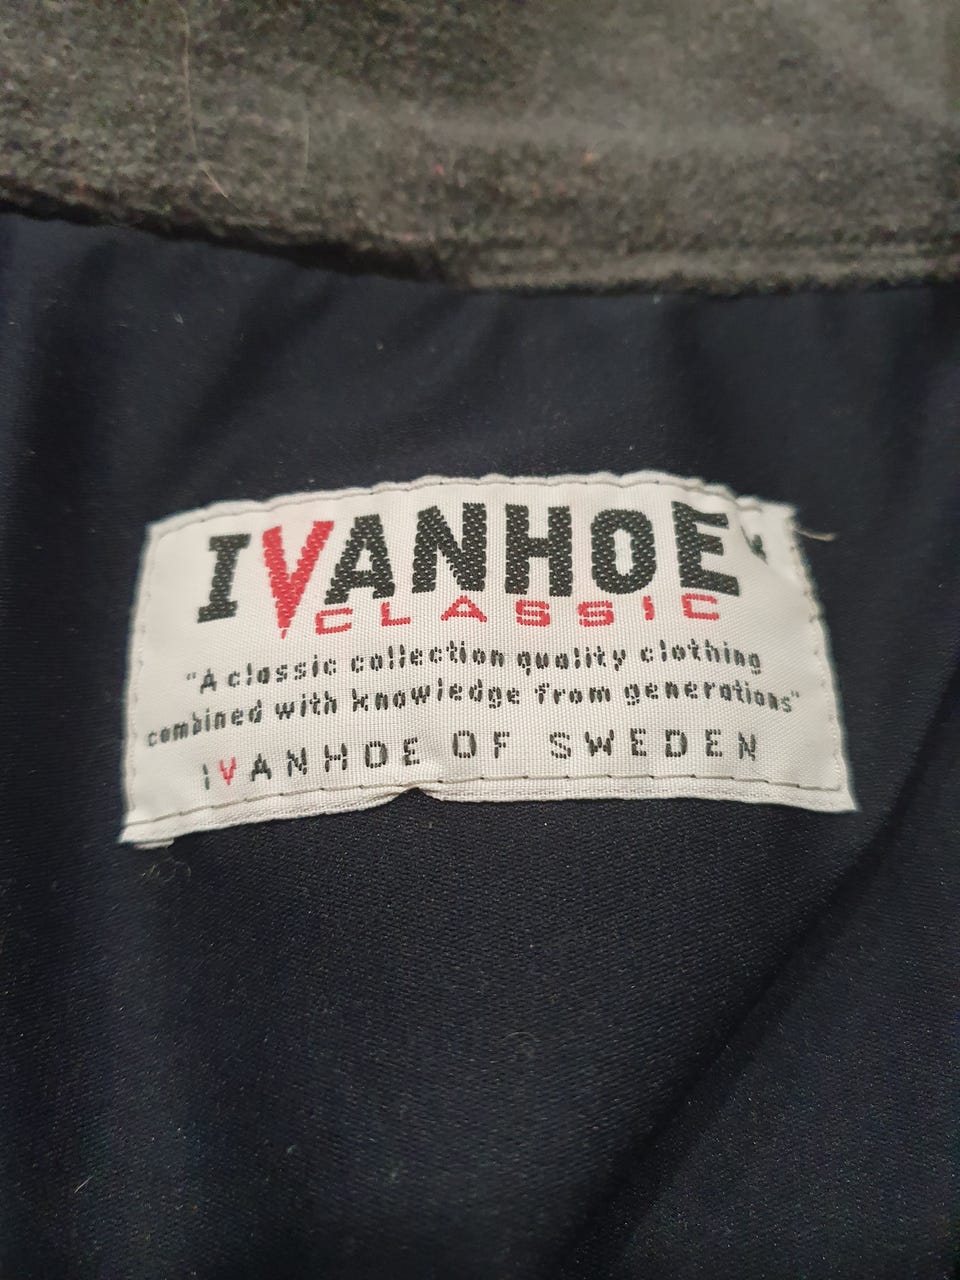 IVANHOE
CLASSIC
"A classic collection quality clothing
combined with knowledge from generations"
IVANHOE OF SWEDEN